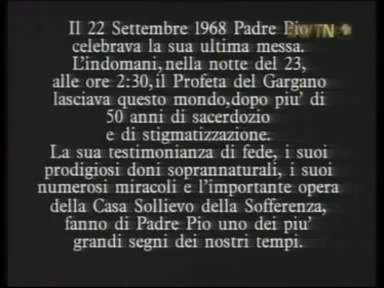 Il 22 Settembre 1968 Padre Pio
celebrava la sua ultima messa.
L'indomani, nella notte del 23,
alle ore 2:30, il Profeta del Gargano
lasciava questo mondo, dopo piu' di
50 anni di sacerdozio
e di stigmatizzazione.
La sua testimonianza di fede, i suoi
prodigiosi doni soprannaturali, i suoi
numerosi miracoli e l'importante opera
della Casa Sollievo della Sofferenza,
fanno di Padre Pio uno dei piu'
grandi segni dei nostri tempi.